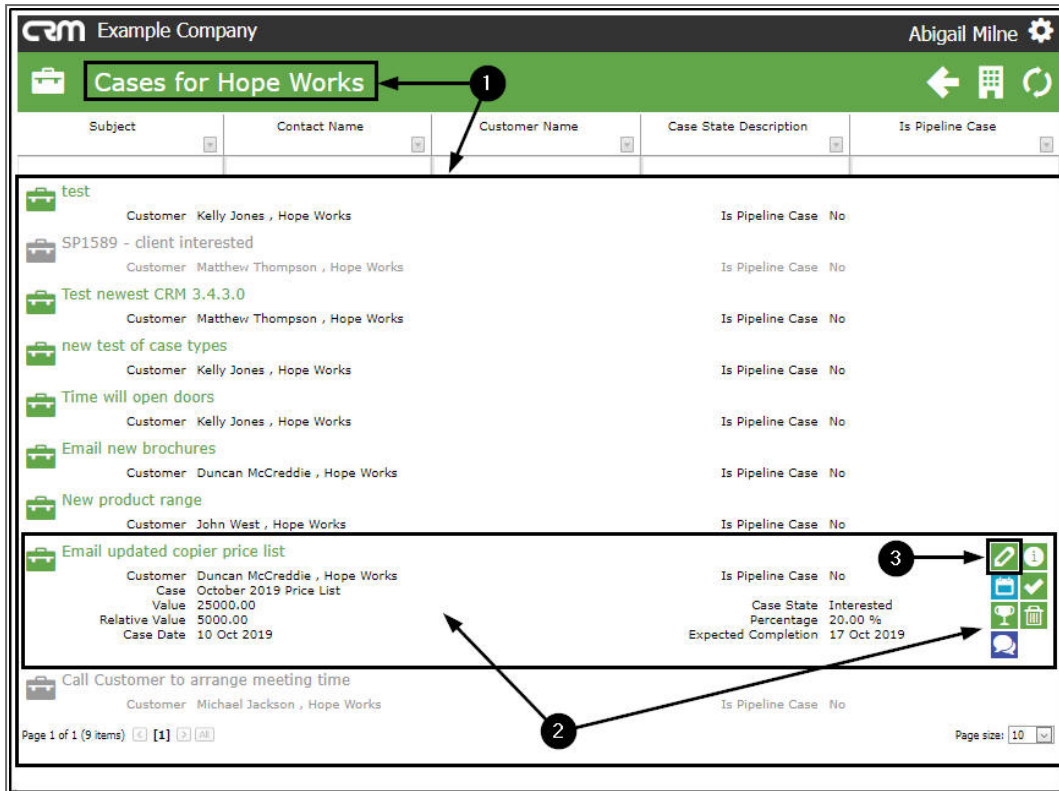 CRM Example Company Abigail Milne
Cases for Hope Works 1
Subject Contact Name Customer Name Case State Description Is Pipeline Case
test
Customer Kelly Jones , Hope Works Is Pipeline Case No
SP1589 - client interested
Customer Matthew Thompson , Hope Works Is Pipeline Case No
Test newest CRM 3.4.3.0
Customer Matthew Thompson , Hope Works Is Pipeline Case No
new test of case types
Customer Kelly Jones , Hope Works Is Pipeline Case No
Time will open doors
Customer Kelly Jones , Hope Works Is Pipeline Case No
Email new brochures
Customer Duncan McCreddie , Hope Works Is Pipeline Case No
New product range
Customer John West , Hope Works Is Pipeline Case No
Email updated copier price list 3
Customer Duncan McCreddie , Hope Works Is Pipeline Case No
Case October 2019 Price List
Value 25000.00 Case State Interested
Relative Value 5000.00 Percentage 20.00 %
Case Date 10 Oct 2019 Expected Completion 17 Oct 2019
Call Customer to arrange meeting time
Customer Michael Jackson , Hope Works Is Pipeline Case No
2
Page 1 of 1 (9 items) < [1] > All Page size: 10